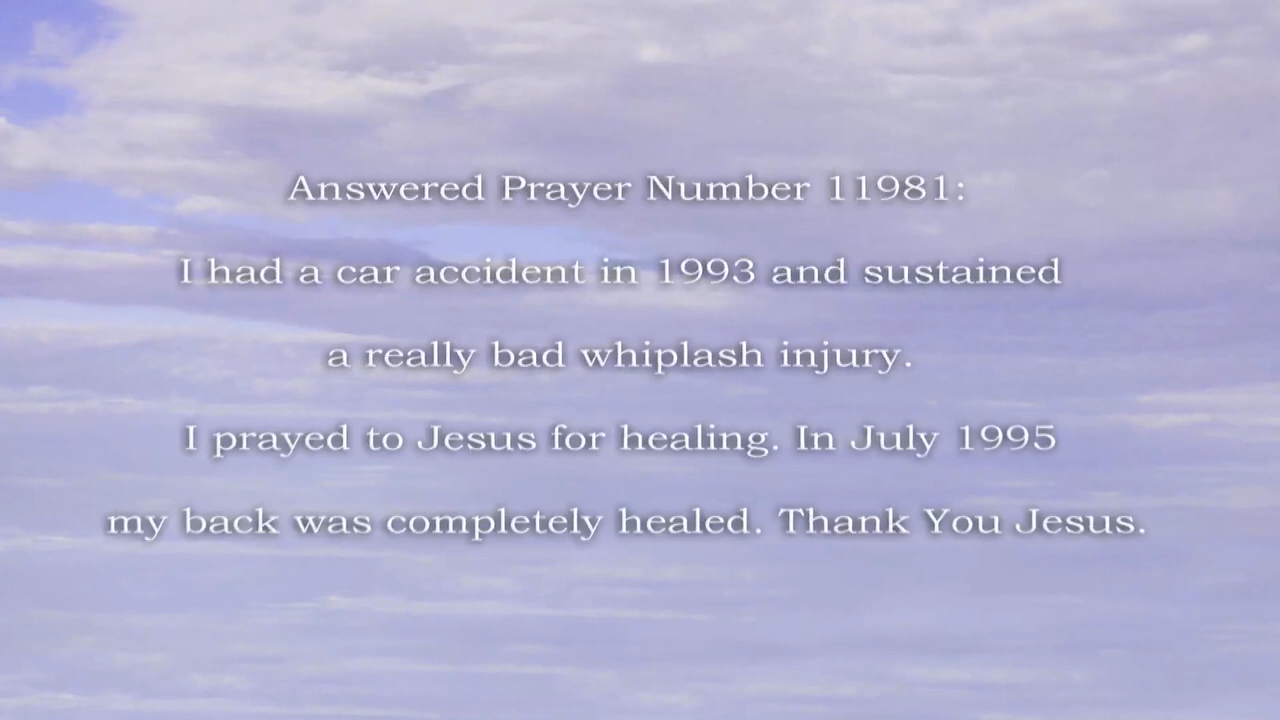 Answered Prayer Number 11981:
I had a car accident in 1993 and sustained
a really bad whiplash injury.
I prayed to Jesus for healing. In July 1995
my back was completely healed. Thank You Jesus.